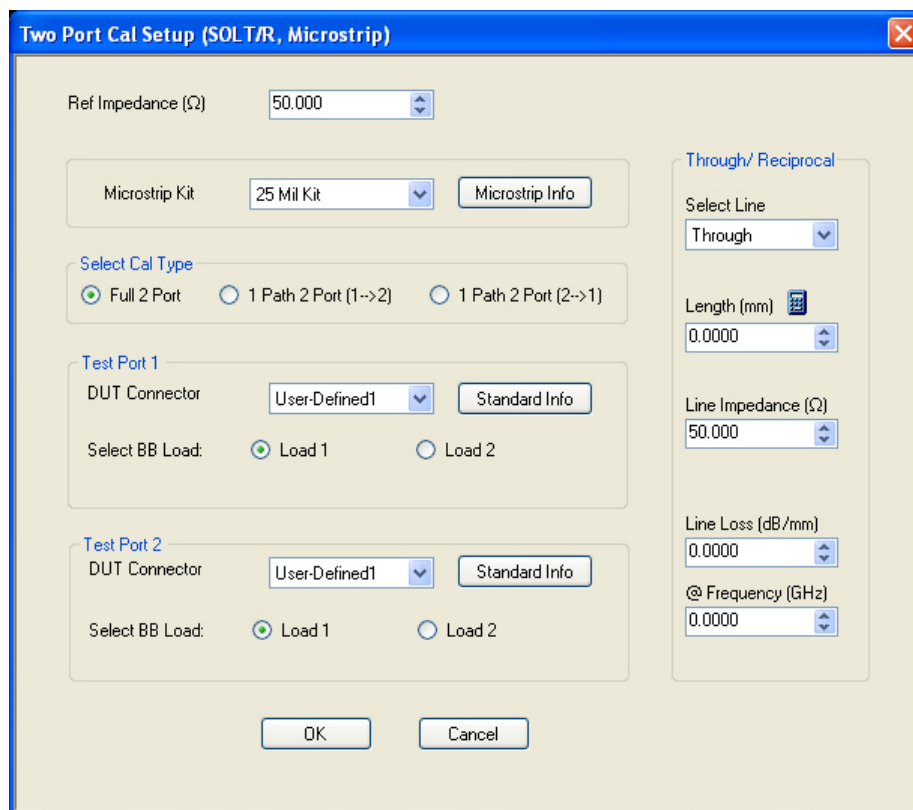 Two Port Cal Setup (SOLT/R, Microstrip)
Ref Impedance (Ω) 50.000
Microstrip Kit 25 Mil Kit Microstrip Info
Select Cal Type
Full 2 Port 1 Path 2 Port (1-->2) 1 Path 2 Port (2-->1)
Test Port 1
DUT Connector User-Defined1 Standard Info
Select BB Load: Load 1 Load 2
Test Port 2
DUT Connector User-Defined1 Standard Info
Select BB Load: Load 1 Load 2
Through/ Reciprocal
Select Line
Through
Length (mm)
0.0000
Line Impedance (Ω)
50.000
Line Loss (dB/mm)
0.0000
@ Frequency (GHz)
0.0000
OK Cancel